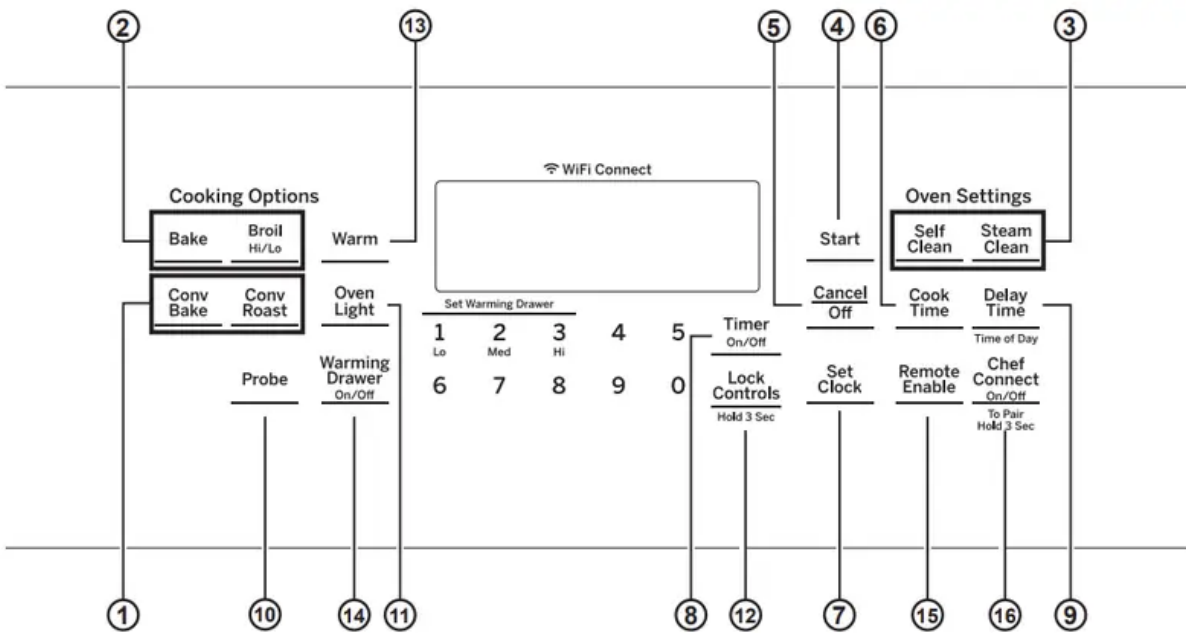 2 13 5 4 6 3
WiFi Connect
Cooking Options
Oven Settings
Bake
Broil
Hi/Lo
Warm
Start
Self
Clean
Steam
Clean
Conv
Bake
Conv
Roast
Oven
Light
Set Warming Drawer
1 2 3 4 5
Lo Med Hi
6 7 8 9 0
Timer
On/Off
Cancel
Off
Cook
Time
Delay
Time
Time of Day
Probe
Warming
Drawer
On/Off
Lock
Controls
Hold 3 Sec
Set
Clock
Remote
Enable
Chef
Connect
On/Off
To Pair
Hold 3 Sec
1 10 14 11 8 12 7 15 16 9